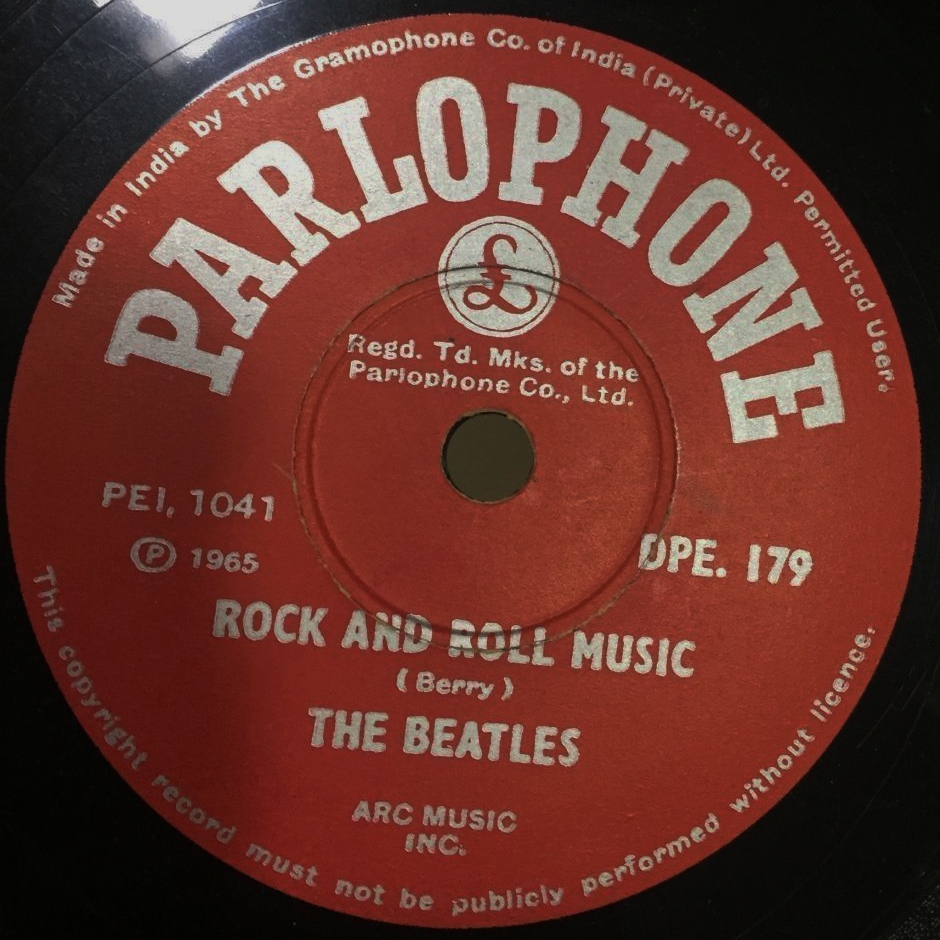 Made in India by The Gramophone Co. of India (Private) Ltd. Permitted User.
PARLOPHONE
£
Regd. Td. Mks. of the
Parlophone Co., Ltd.
PEI, 1041
Ⓟ 1965
DPE. 179
ROCK AND ROLL MUSIC
(Berry)
THE BEATLES
ARC MUSIC
INC.
This copyright record must not be publicly performed without licence.